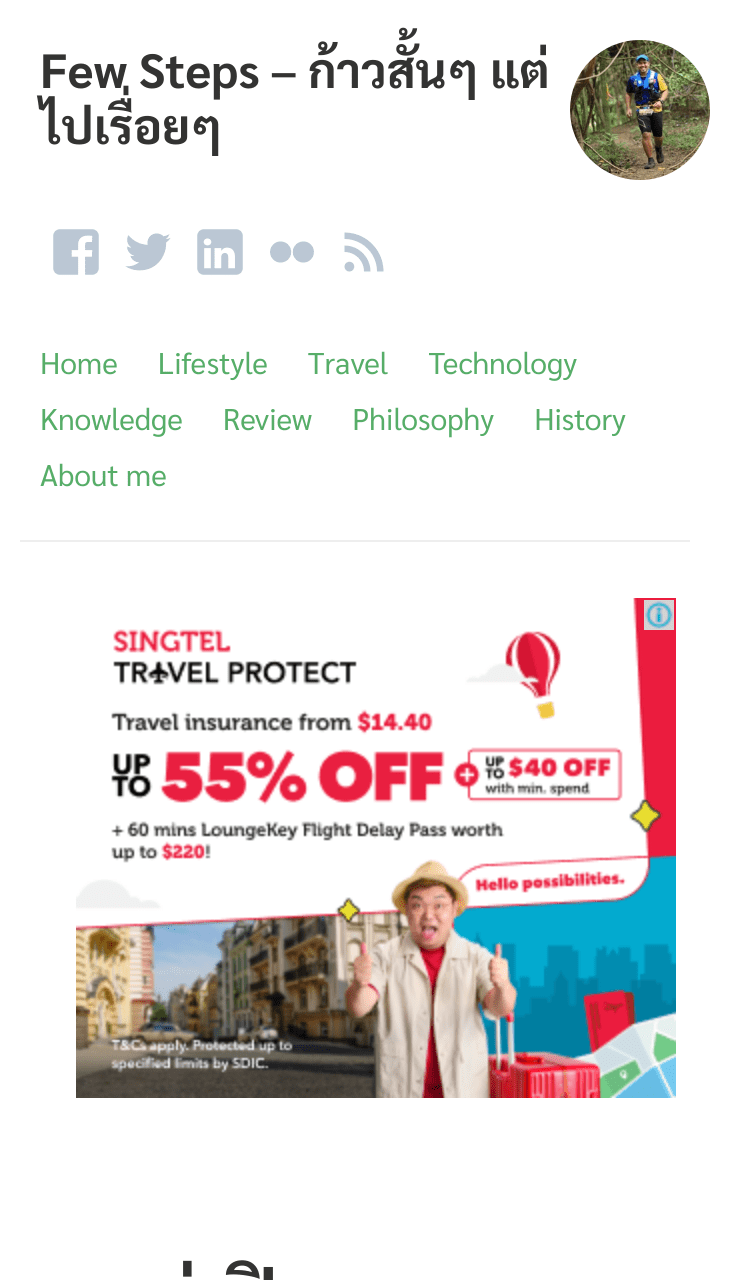 Few Steps – ก้าวสั้นๆ แต่
ไปเรื่อยๆ
Home Lifestyle Travel Technology
Knowledge Review Philosophy History
About me
SINGTEL
TRAVEL PROTECT
Travel insurance from $14.40
UP TO 55% OFF + UP TO $40 OFF
with min. spend
+ 60 mins LoungeKey Flight Delay Pass worth
up to $220!
Hello possibilities.
T&Cs apply. Protected up to
specified limits by SDIC.